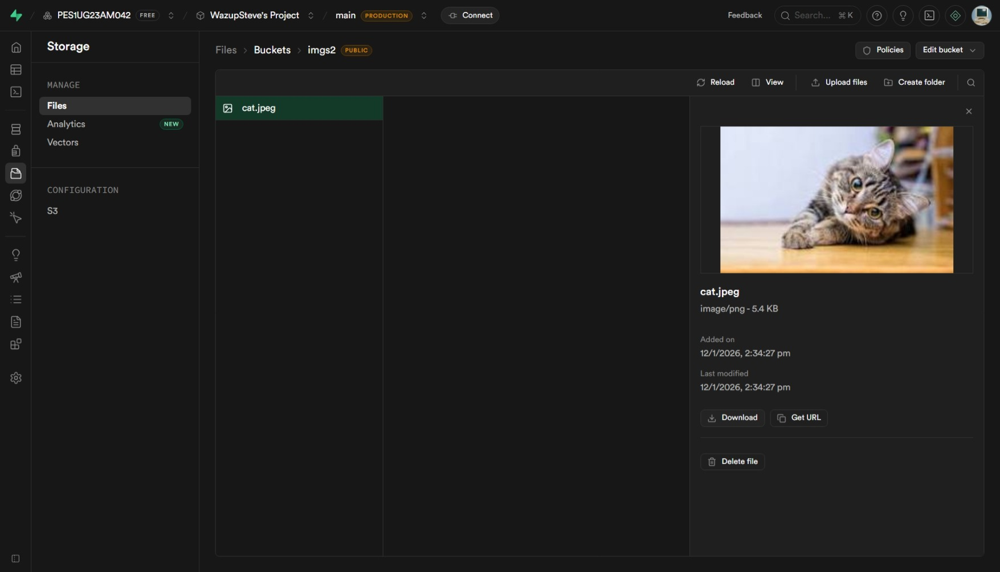 PES1UG23AM042 FREE
/ WazupSteve's Project
/ main PRODUCTION
Connect
Feedback
Search... ⌘K
Storage
MANAGE
Files
Analytics NEW
Vectors
CONFIGURATION
S3
Files > Buckets > imgs2 PUBLIC
Policies
Edit bucket
Reload
View
Upload files
Create folder
cat.jpeg
cat.jpeg
image/png - 5.4 KB
Added on
12/1/2026, 2:34:27 pm
Last modified
12/1/2026, 2:34:27 pm
Download
Get URL
Delete file